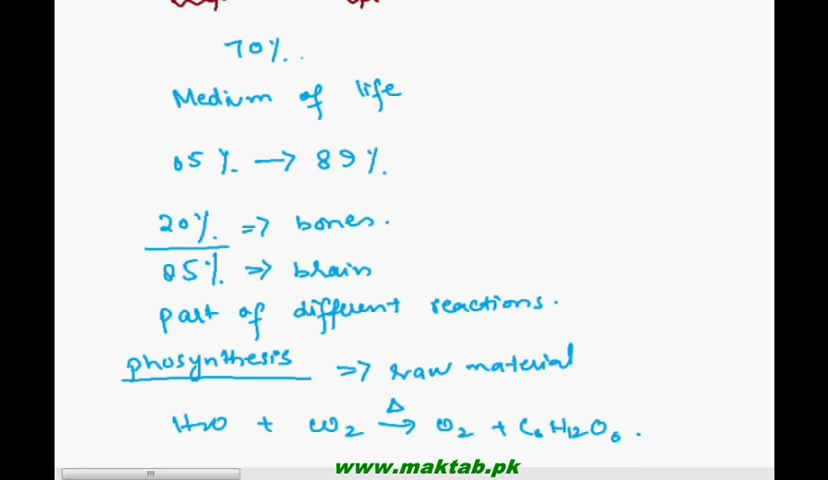 70%.
Medium of life
05% → 89%.
20% => bones.
85% => brain
part of different reactions.
phosynthesis => raw material
H2O + CO2 Δ→ O2 + C6H12O6.
www.maktab.pk